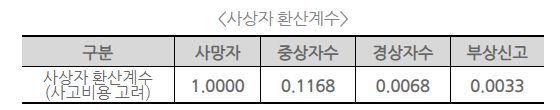 <사상자 환산계수>
구분 사망자 중상자수 경상자수 부상신고
사상자 환산계수
(사고비용 고려) 1.0000 0.1168 0.0068 0.0033